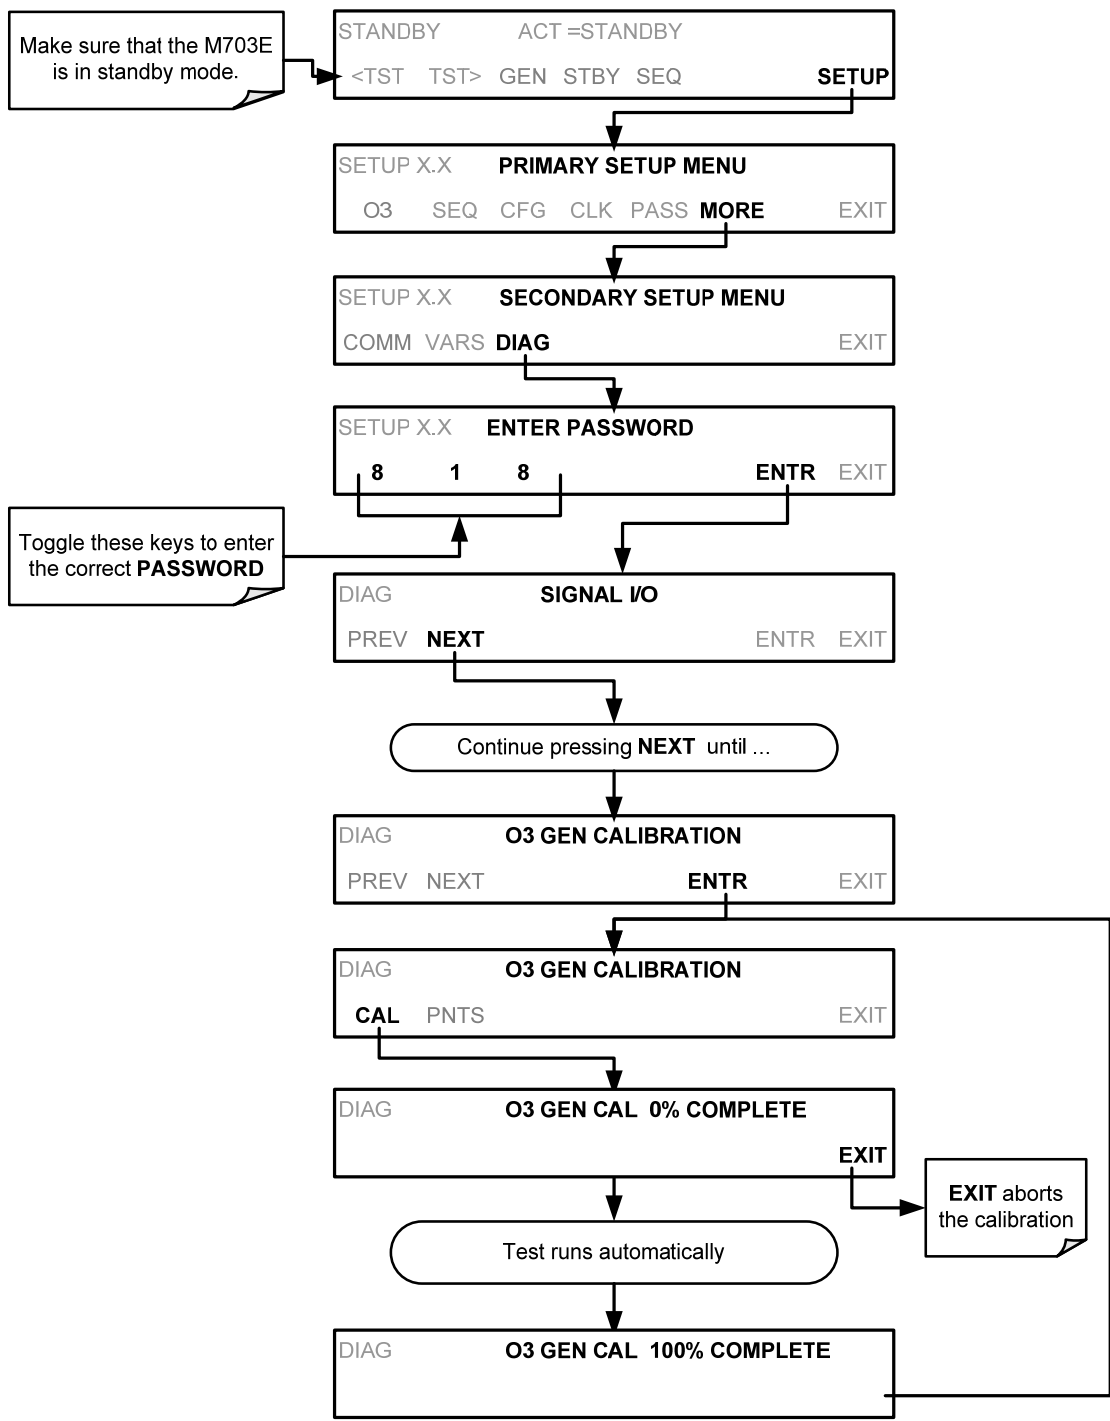 Make sure that the M703E
is in standby mode.
STANDBY ACT =STANDBY
<TST TST> GEN STBY SEQ SETUP
SETUP X.X PRIMARY SETUP MENU
O3 SEQ CFG CLK PASS MORE EXIT
SETUP X.X SECONDARY SETUP MENU
COMM VARS DIAG EXIT
SETUP X.X ENTER PASSWORD
8 1 8 ENTR EXIT
Toggle these keys to enter
the correct PASSWORD
DIAG SIGNAL I/O
PREV NEXT ENTR EXIT
Continue pressing NEXT until ...
DIAG O3 GEN CALIBRATION
PREV NEXT ENTR EXIT
DIAG O3 GEN CALIBRATION
CAL PNTS EXIT
DIAG O3 GEN CAL 0% COMPLETE
EXIT
EXIT aborts
the calibration
Test runs automatically
DIAG O3 GEN CAL 100% COMPLETE